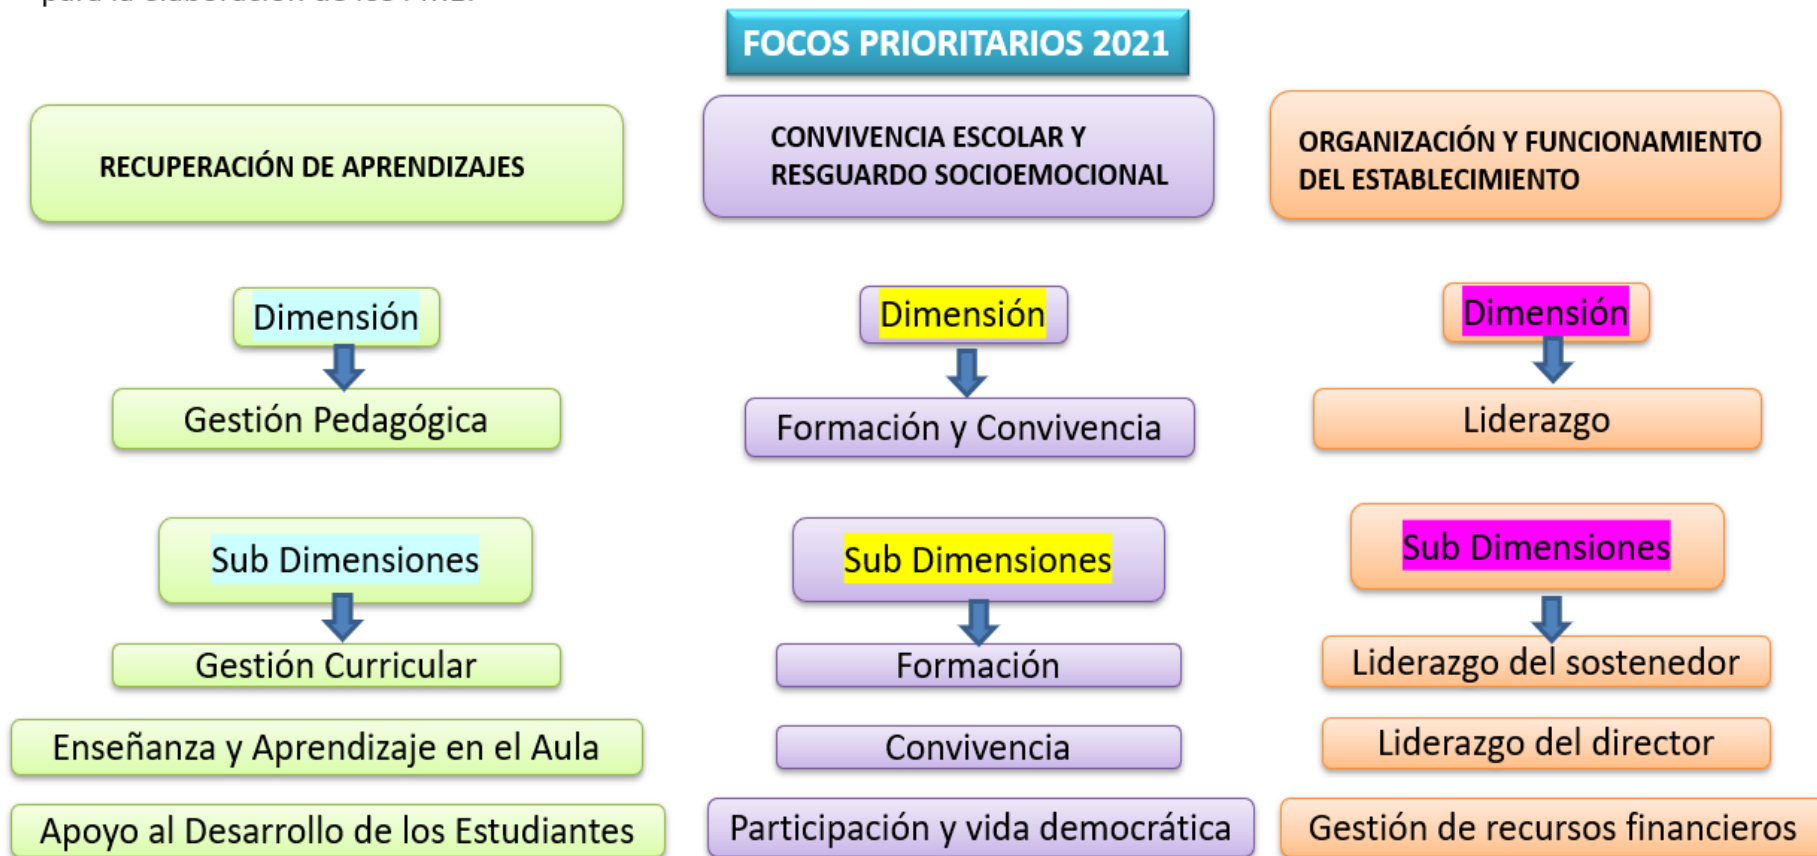 FOCOS PRIORITARIOS 2021
RECUPERACIÓN DE APRENDIZAJES
CONVIVENCIA ESCOLAR Y
RESGUARDO SOCIOEMOCIONAL
ORGANIZACIÓN Y FUNCIONAMIENTO
DEL ESTABLECIMIENTO
Dimensión
Dimensión
Dimensión
Gestión Pedagógica
Formación y Convivencia
Liderazgo
Sub Dimensiones
Sub Dimensiones
Sub Dimensiones
Gestión Curricular
Formación
Liderazgo del sostenedor
Enseñanza y Aprendizaje en el Aula
Convivencia
Liderazgo del director
Apoyo al Desarrollo de los Estudiantes
Participación y vida democrática
Gestión de recursos financieros